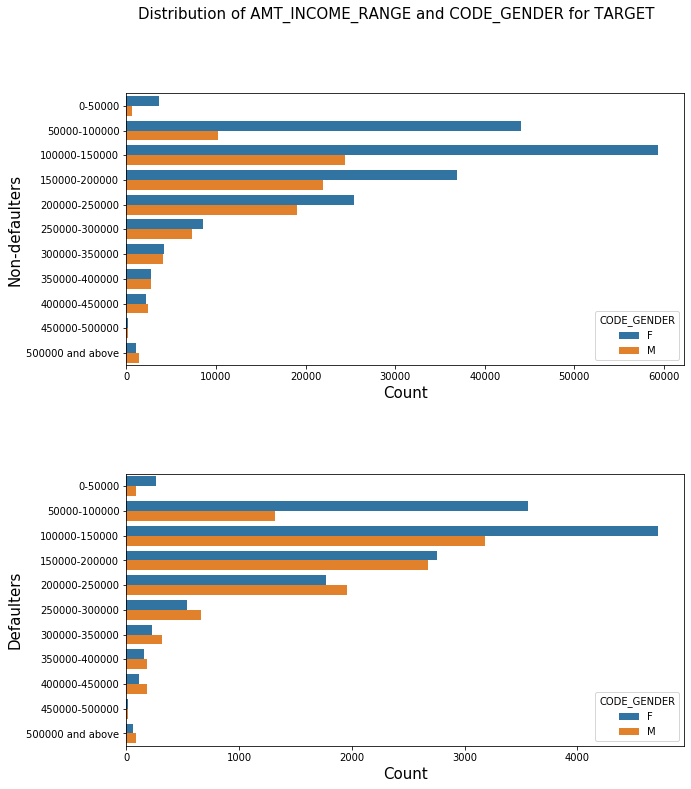 Distribution of AMT_INCOME_RANGE and CODE_GENDER for TARGET
Non-defaulters
0-50000
50000-100000
100000-150000
150000-200000
200000-250000
250000-300000
300000-350000
350000-400000
400000-450000
450000-500000
500000 and above
CODE_GENDER
F
M
0 10000 20000 30000 40000 50000 60000
Count
Defaulters
0-50000
50000-100000
100000-150000
150000-200000
200000-250000
250000-300000
300000-350000
350000-400000
400000-450000
450000-500000
500000 and above
CODE_GENDER
F
M
0 1000 2000 3000 4000
Count